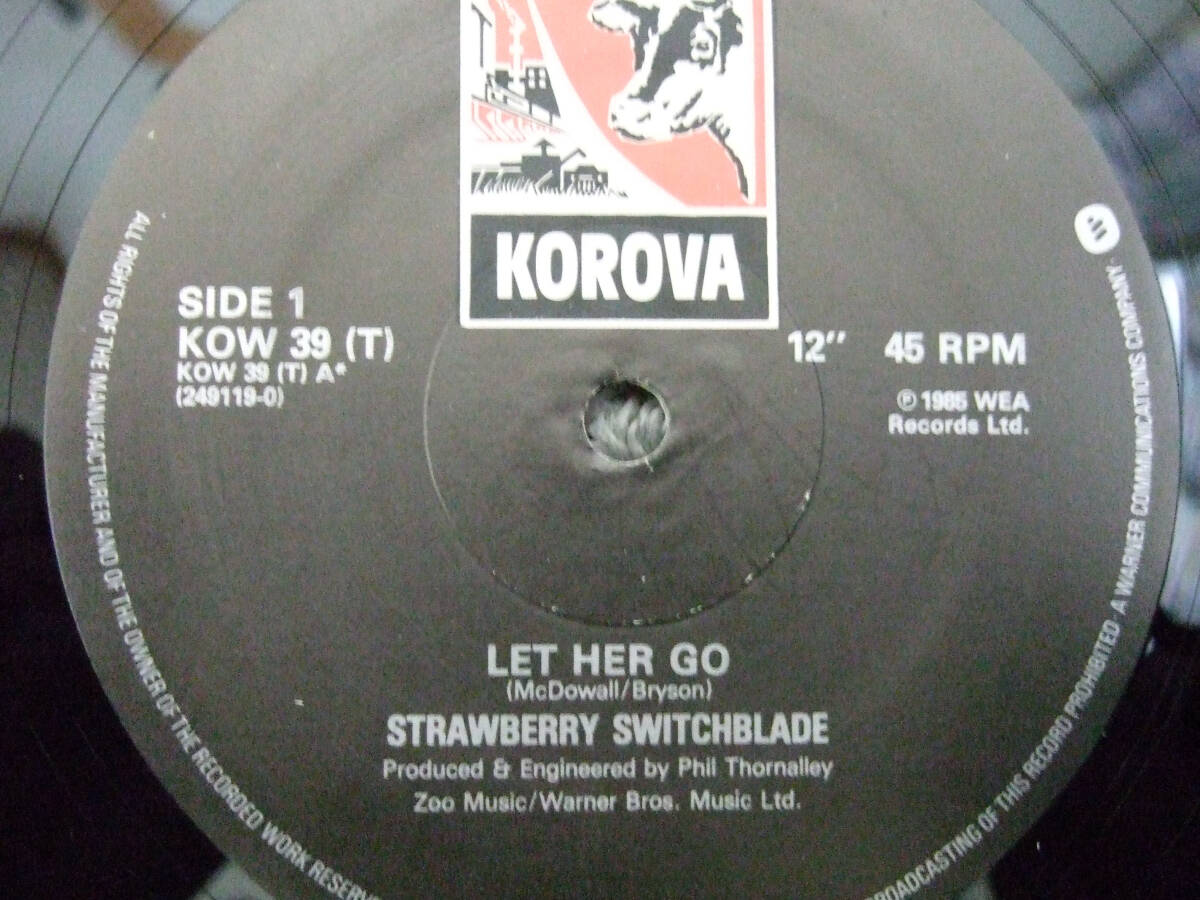 KOROVA
SIDE 1
KOW 39 (T)
KOW 39 (T) A*
(249119-0)
12" 45 RPM
℗ 1985 WEA
Records Ltd.
LET HER GO
(McDowall/Bryson)
STRAWBERRY SWITCHBLADE
Produced & Engineered by Phil Thornalley
Zoo Music/Warner Bros. Music Ltd.
ALL RIGHTS OF THE MANUFACTURER AND OF THE OWNER OF THE RECORDED WORK RESERV
BROADCASTING OF THIS RECORD PROHIBITED · A WARNER COMMUNICATIONS COMPANY ·